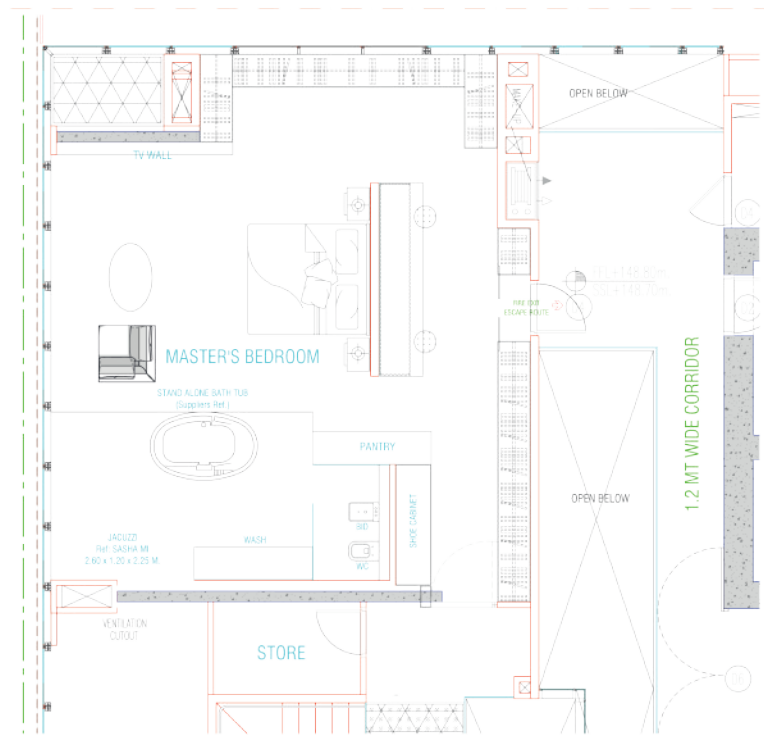 OPEN BELOW
TV WALL
FIRE EXIT
ESCAPE ROUTE
MASTER'S BEDROOM
STAND ALONE BATH TUB
(Suppliers Ref.)
PANTRY
1.2 MT WIDE CORRIDOR
OPEN BELOW
SHOE CABINET
BID
WC
WASH
JACUZZI
Ref. SASHA MI
2.60 x 1.20 x 2.25 M.
VENTILATION
CUTOUT
STORE